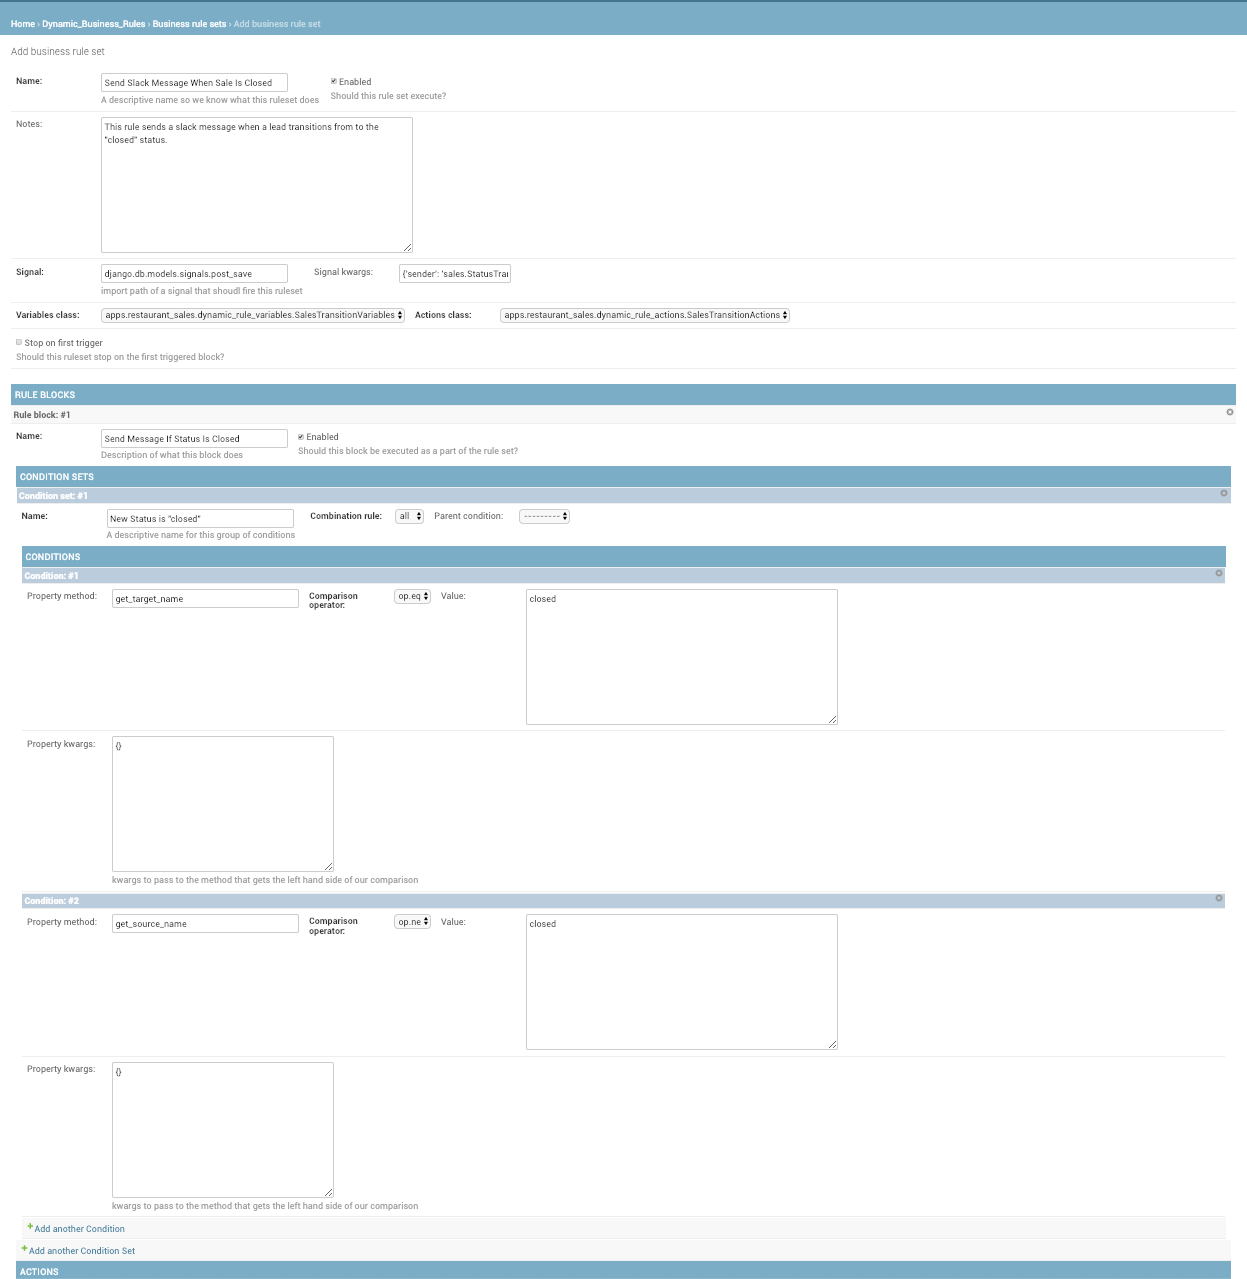 Home › Dynamic_Business_Rules › Business rule sets › Add business rule set
Add business rule set
Name: Send Slack Message When Sale Is Closed Enabled
A descriptive name so we know what this ruleset does Should this rule set execute?
Notes: This rule sends a slack message when a lead transitions from to the
"closed" status.
Signal: django.db.models.signals.post_save Signal kwargs: {'sender': 'sales.StatusTra
import path of a signal that shoudl fire this ruleset
Variables class: apps.restaurant_sales.dynamic_rule_variables.SalesTransitionVariables Actions class: apps.restaurant_sales.dynamic_rule_actions.SalesTransitionActions
Stop on first trigger
Should this ruleset stop on the first triggered block?
RULE BLOCKS
Rule block: #1
Name: Send Message If Status Is Closed Enabled
Description of what this block does Should this block be executed as a part of the rule set?
CONDITION SETS
Condition set: #1
Name: New Status is "closed" Combination rule: all Parent condition: ---------
A descriptive name for this group of conditions
CONDITIONS
Condition: #1
Property method: get_target_name Comparison operator: op.eq Value: closed
Property kwargs: {}
kwargs to pass to the method that gets the left hand side of our comparison
Condition: #2
Property method: get_source_name Comparison operator: op.ne Value: closed
Property kwargs: {}
kwargs to pass to the method that gets the left hand side of our comparison
Add another Condition
Add another Condition Set
ACTIONS